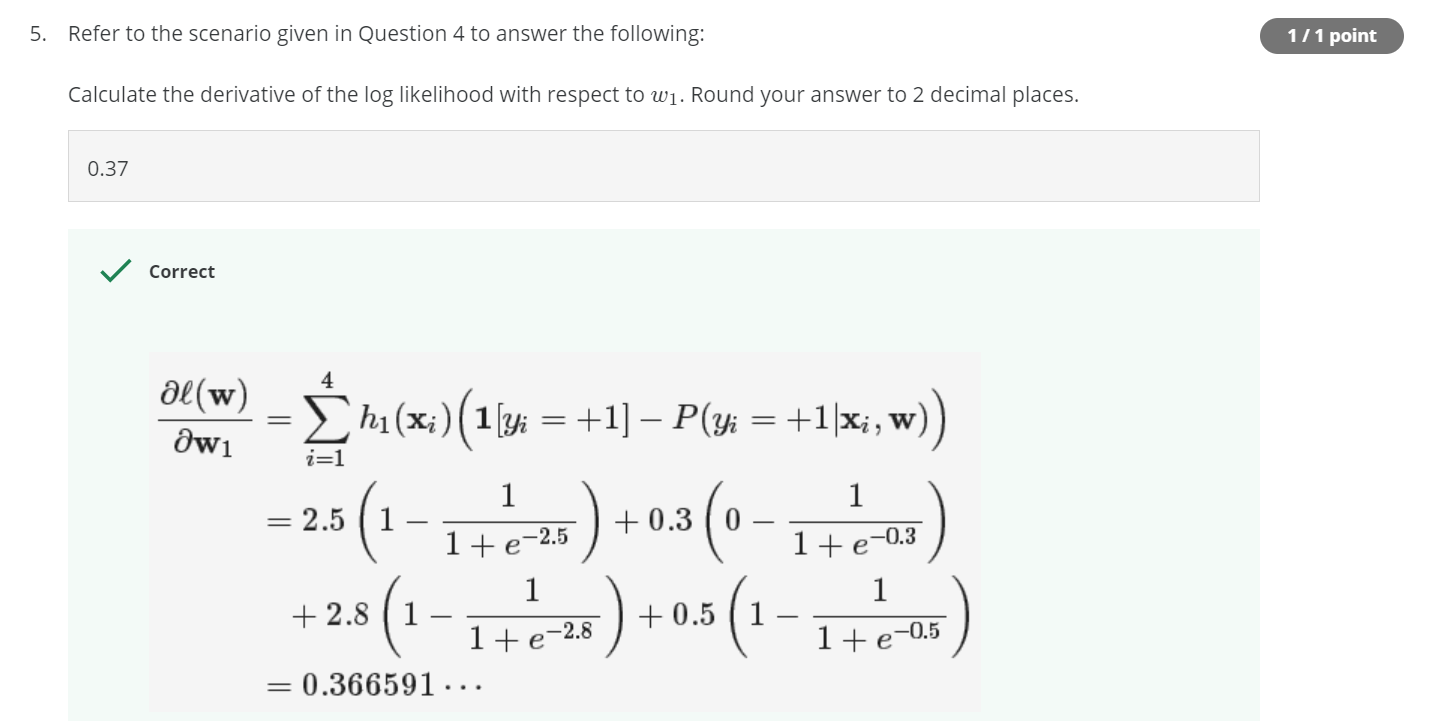 5. Refer to the scenario given in Question 4 to answer the following:
1 / 1 point
Calculate the derivative of the log likelihood with respect to w₁. Round your answer to 2 decimal places.
0.37
Correct
∂ℓ(𝐰)/∂𝐰₁ = ∑_{i=1}^{4} h₁(𝐱ᵢ)(𝟏[yᵢ = +1] − P(yᵢ = +1|𝐱ᵢ, 𝐰))
= 2.5 (1 − 1/(1 + e^{−2.5})) + 0.3 (0 − 1/(1 + e^{−0.3}))
+ 2.8 (1 − 1/(1 + e^{−2.8})) + 0.5 (1 − 1/(1 + e^{−0.5}))
= 0.366591 ⋯